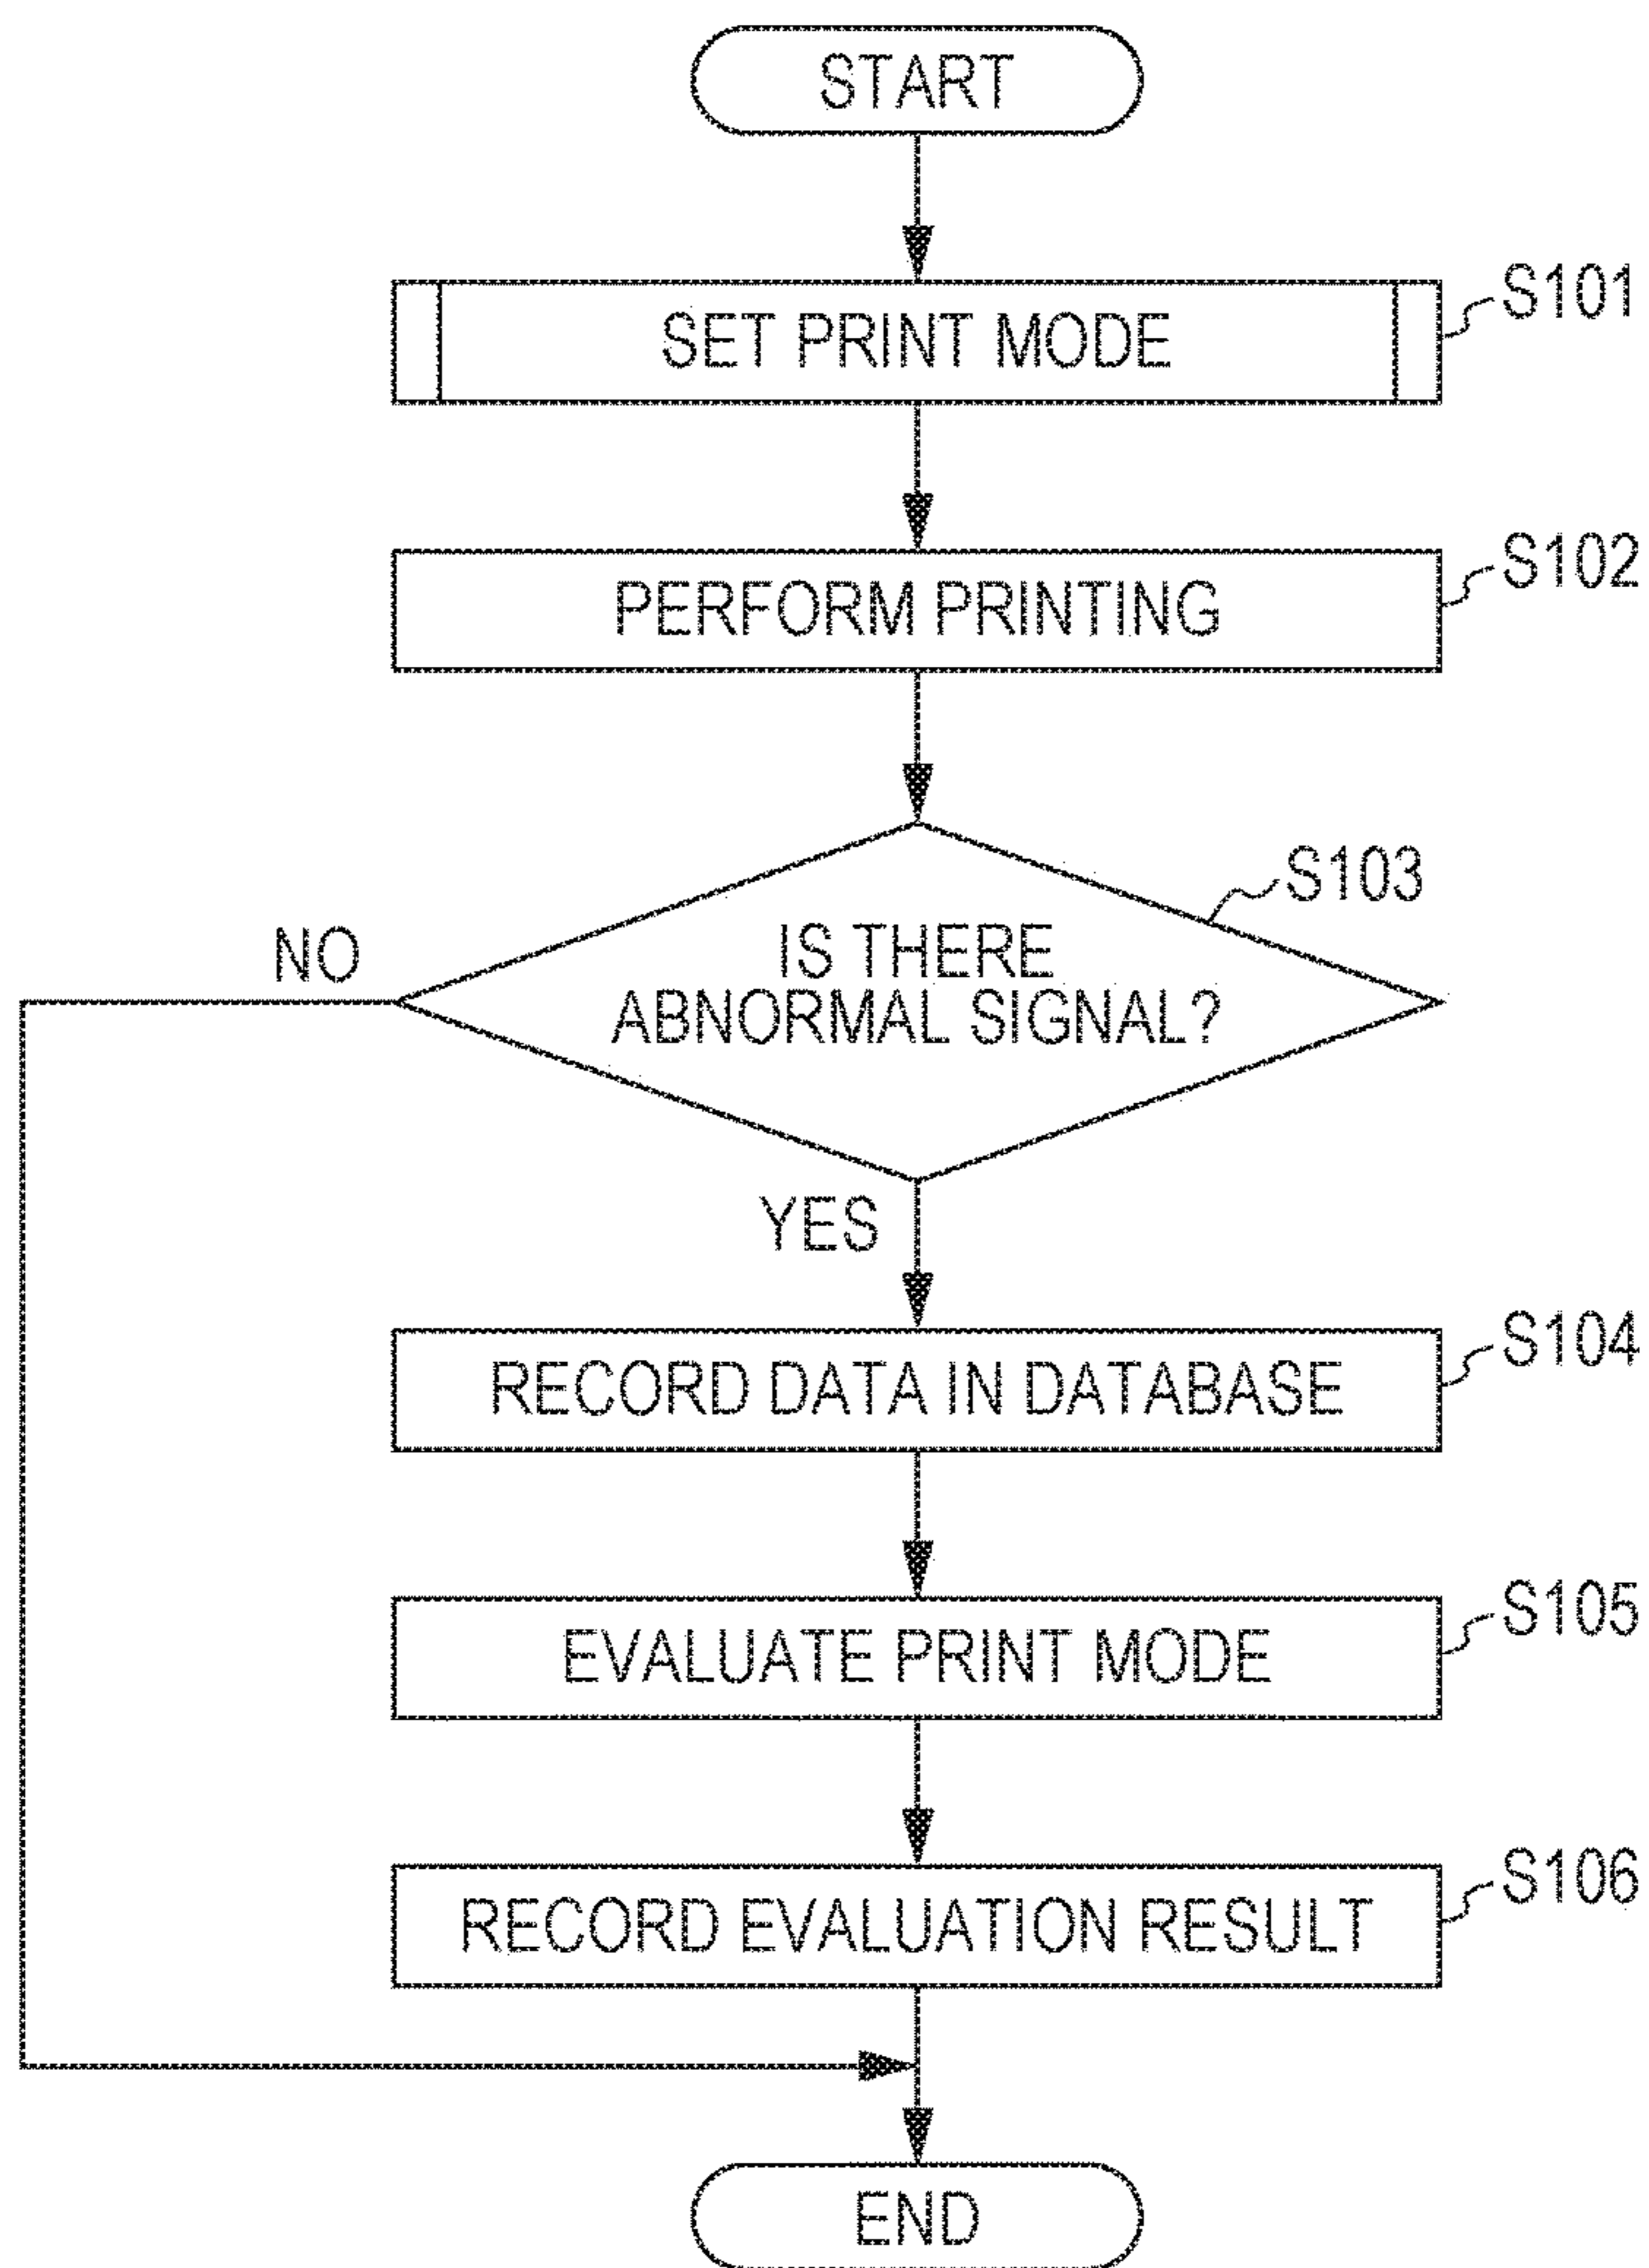 START
SET PRINT MODE
S101
PERFORM PRINTING
S102
S103
IS THERE
ABNORMAL SIGNAL?
NO
YES
RECORD DATA IN DATABASE
S104
EVALUATE PRINT MODE
S105
RECORD EVALUATION RESULT
S106
END